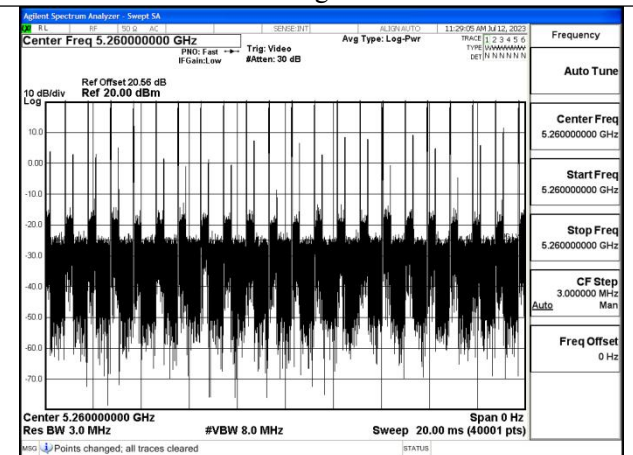 Agilent Spectrum Analyzer - Swept SA
RL RF 50 Ω AC SENSE:INT ALIGN AUTO 11:29:05 AM Jul 12, 2023
Center Freq 5.260000000 GHz
PNO: Fast
IFGain:Low
Trig: Video
#Atten: 30 dB
Avg Type: Log-Pwr
TRACE 1 2 3 4 5 6
TYPE WWWWWW
DET N N N N N N
Ref Offset 20.56 dB
10 dB/div Ref 20.00 dBm
Log
10.0
0.00
-10.0
-20.0
-30.0
-40.0
-50.0
-60.0
-70.0
Center 5.260000000 GHz Span 0 Hz
Res BW 3.0 MHz #VBW 8.0 MHz Sweep 20.00 ms (40001 pts)
MSG Points changed; all traces cleared STATUS
Frequency
Auto Tune
Center Freq
5.260000000 GHz
Start Freq
5.260000000 GHz
Stop Freq
5.260000000 GHz
CF Step
3.000000 MHz
Auto Man
Freq Offset
0 Hz